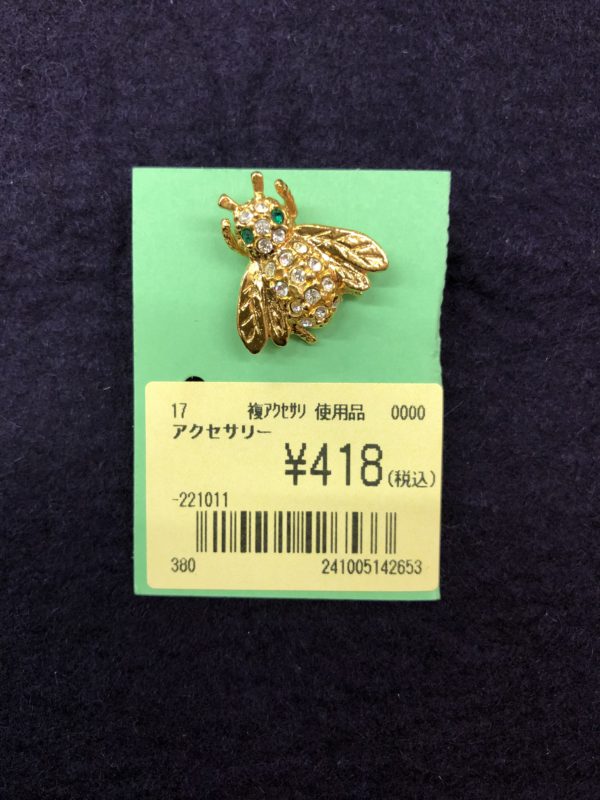 17 複アクセサリ 使用品 0000
アクセサリー
¥418(税込)
-221011
380 241005142653